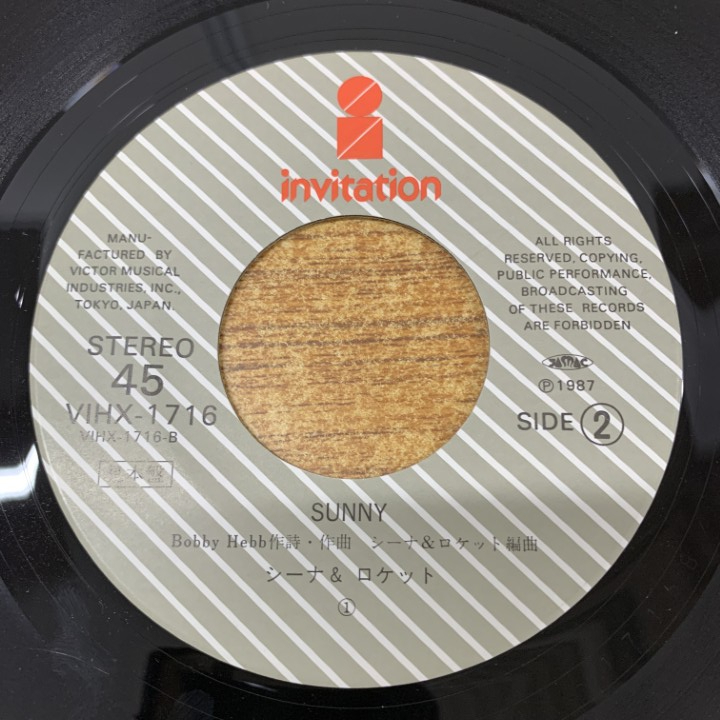 invitation
MANU-
FACTURED BY
VICTOR MUSICAL
INDUSTRIES, INC.,
TOKYO, JAPAN.
ALL RIGHTS
RESERVED, COPYING,
PUBLIC PERFORMANCE,
BROADCASTING
OF THESE RECORDS
ARE FORBIDDEN
STEREO
45
VIHX-1716
VIHX-1716-B
見本盤
JASRAC
Ⓟ1987
SIDE ②
SUNNY
Bobby Hebb作詩・作曲 シーナ&ロケット編曲
シーナ& ロケット
①